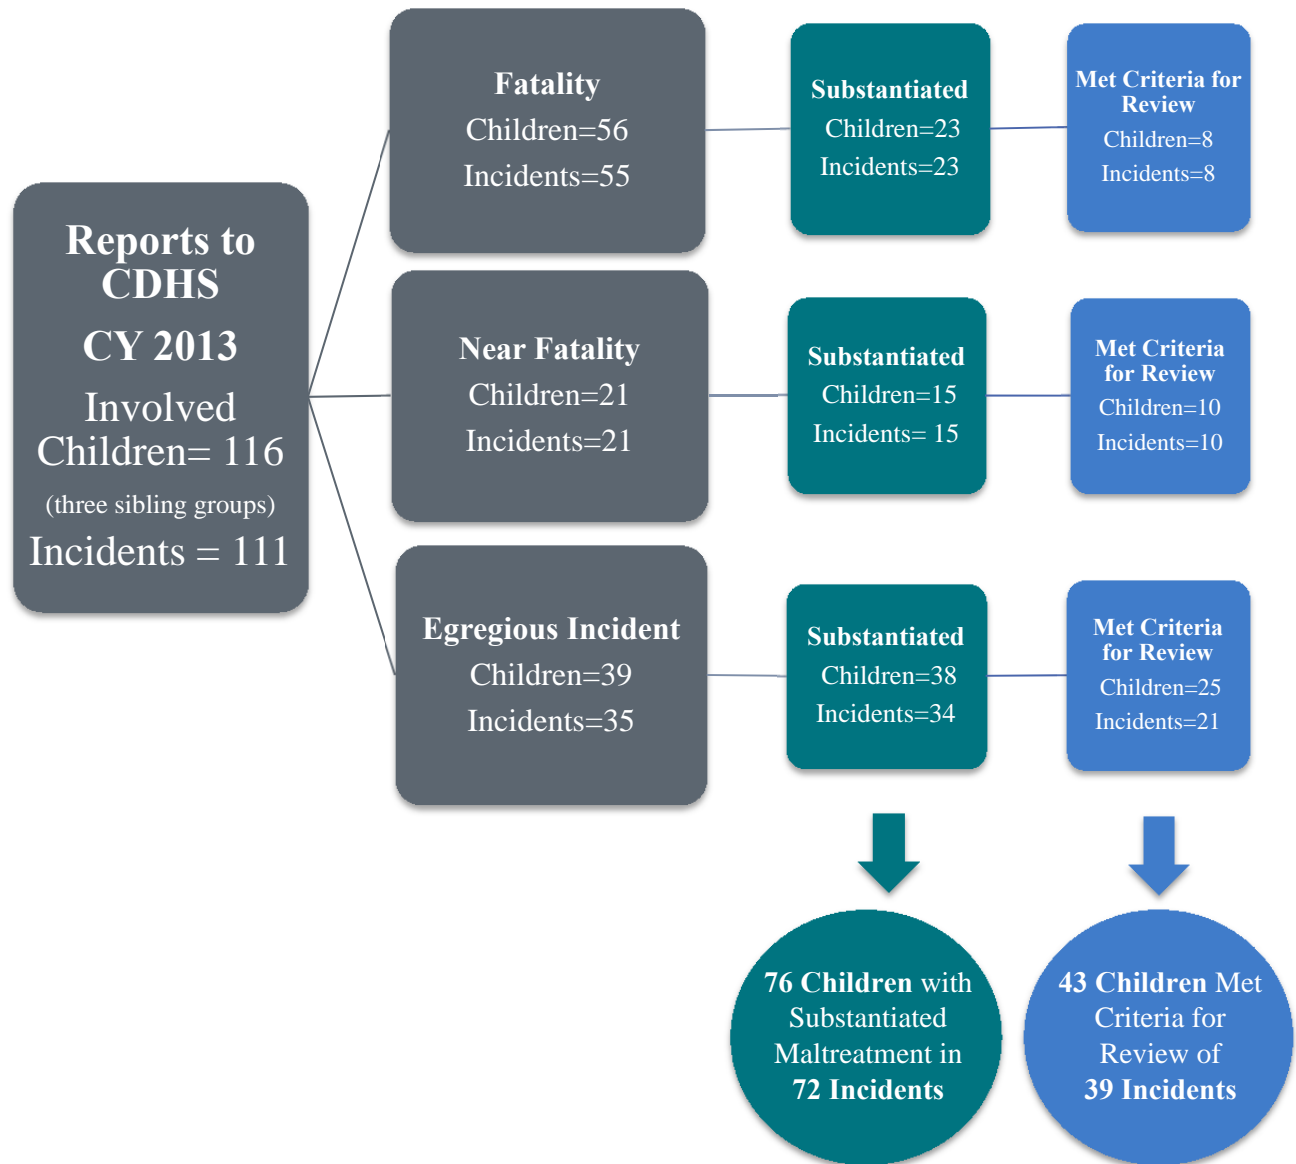 Reports to
CDHS
CY 2013
Involved
Children= 116
(three sibling groups)
Incidents = 111
Fatality
Children=56
Incidents=55
Substantiated
Children=23
Incidents=23
Met Criteria for
Review
Children=8
Incidents=8
Near Fatality
Children=21
Incidents=21
Substantiated
Children=15
Incidents= 15
Met Criteria
for Review
Children=10
Incidents=10
Egregious Incident
Children=39
Incidents=35
Substantiated
Children=38
Incidents=34
Met Criteria
for Review
Children=25
Incidents=21
76 Children with
Substantiated
Maltreatment in
72 Incidents
43 Children Met
Criteria for
Review of
39 Incidents